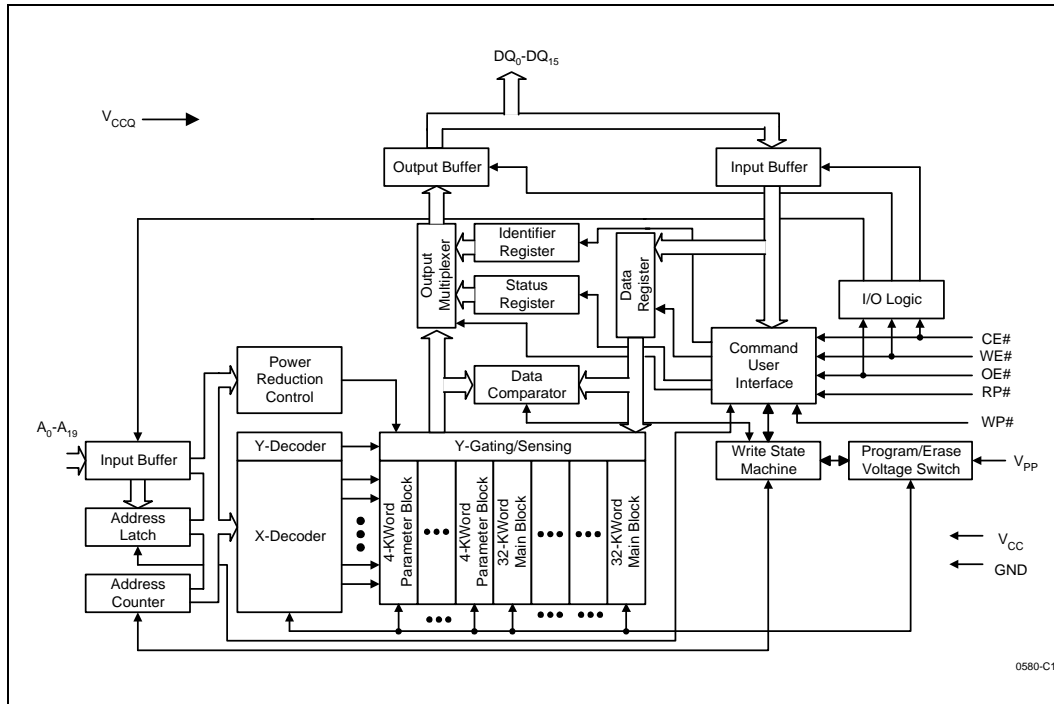 DQ0-DQ15
VCCQ
Output Buffer
Input Buffer
Output
Multiplexer
Identifier
Register
Status
Register
Data
Register
I/O Logic
CE#
WE#
OE#
RP#
WP#
Command
User
Interface
Power
Reduction
Control
Data
Comparator
A0-A19
Input Buffer
Y-Decoder
Y-Gating/Sensing
Write State
Machine
Program/Erase
Voltage Switch
VPP
Address
Latch
X-Decoder
4-KWord
Parameter Block
4-KWord
Parameter Block
32-KWord
Main Block
32-KWord
Main Block
VCC
GND
Address
Counter
0580-C1